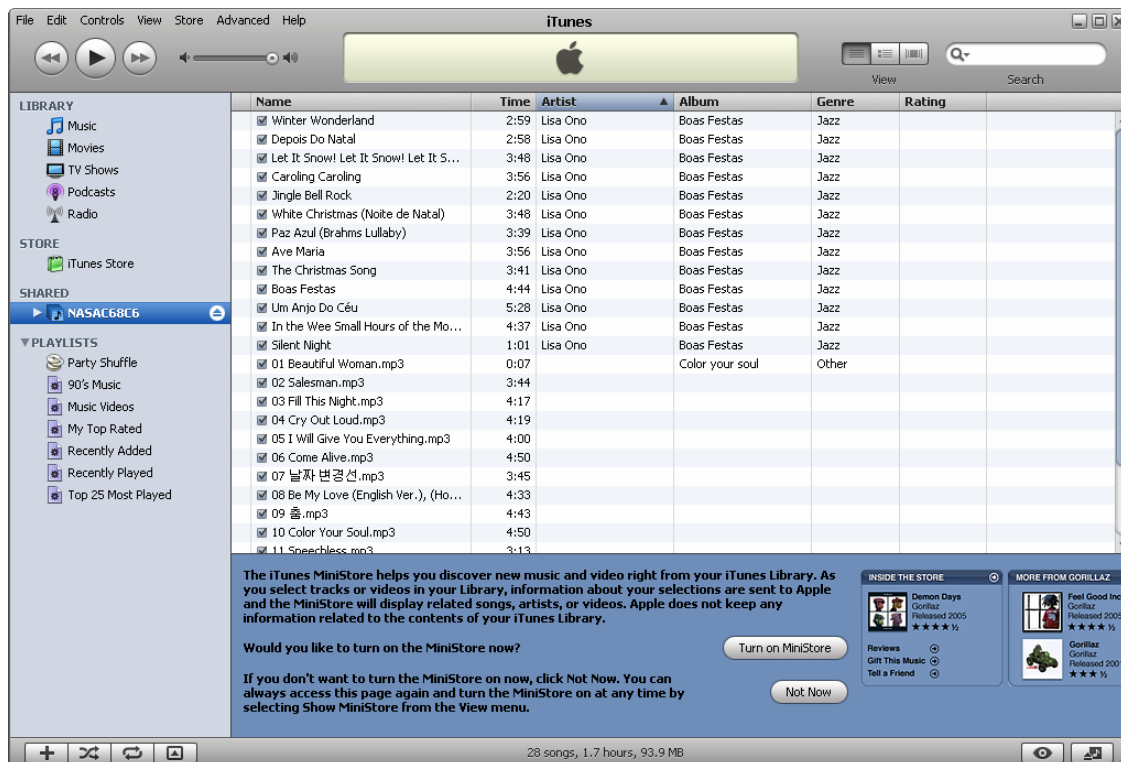 File Edit Controls View Store Advanced Help
iTunes
View
Search
LIBRARY
Music
Movies
TV Shows
Podcasts
Radio
STORE
iTunes Store
SHARED
NASAC68C6
PLAYLISTS
Party Shuffle
90's Music
Music Videos
My Top Rated
Recently Added
Recently Played
Top 25 Most Played
Name Time Artist Album Genre Rating
Winter Wonderland 2:59 Lisa Ono Boas Festas Jazz
Depois Do Natal 2:58 Lisa Ono Boas Festas Jazz
Let It Snow! Let It Snow! Let It S... 3:48 Lisa Ono Boas Festas Jazz
Caroling Caroling 3:56 Lisa Ono Boas Festas Jazz
Jingle Bell Rock 2:20 Lisa Ono Boas Festas Jazz
White Christmas (Noite de Natal) 3:48 Lisa Ono Boas Festas Jazz
Paz Azul (Brahms Lullaby) 3:39 Lisa Ono Boas Festas Jazz
Ave Maria 3:56 Lisa Ono Boas Festas Jazz
The Christmas Song 3:41 Lisa Ono Boas Festas Jazz
Boas Festas 4:44 Lisa Ono Boas Festas Jazz
Um Anjo Do Céu 5:28 Lisa Ono Boas Festas Jazz
In the Wee Small Hours of the Mo... 4:37 Lisa Ono Boas Festas Jazz
Silent Night 1:01 Lisa Ono Boas Festas Jazz
01 Beautiful Woman.mp3 0:07 Color your soul Other
02 Salesman.mp3 3:44
03 Fill This Night.mp3 4:17
04 Cry Out Loud.mp3 4:19
05 I Will Give You Everything.mp3 4:00
06 Come Alive.mp3 4:50
07 날짜 변경선.mp3 3:45
08 Be My Love (English Ver.), (Ho... 4:33
09 춤.mp3 4:43
10 Color Your Soul.mp3 4:50
11 Speechless.mp3 3:13
The iTunes MiniStore helps you discover new music and video right from your iTunes Library. As
you select tracks or videos in your Library, information about your selections are sent to Apple
and the MiniStore will display related songs, artists, or videos. Apple does not keep any
information related to the contents of your iTunes Library.
Would you like to turn on the MiniStore now?
Turn on MiniStore
If you don't want to turn the MiniStore on now, click Not Now. You can
always access this page again and turn the MiniStore on at any time by
selecting Show MiniStore from the View menu.
Not Now
INSIDE THE STORE
Demon Days
Gorillaz
Released 2005
Reviews
Gift This Music
Tell a Friend
MORE FROM GORILLAZ
Feel Good Inc
Gorillaz
Released 2005
Gorillaz
Gorillaz
Released 2001
28 songs, 1.7 hours, 93.9 MB